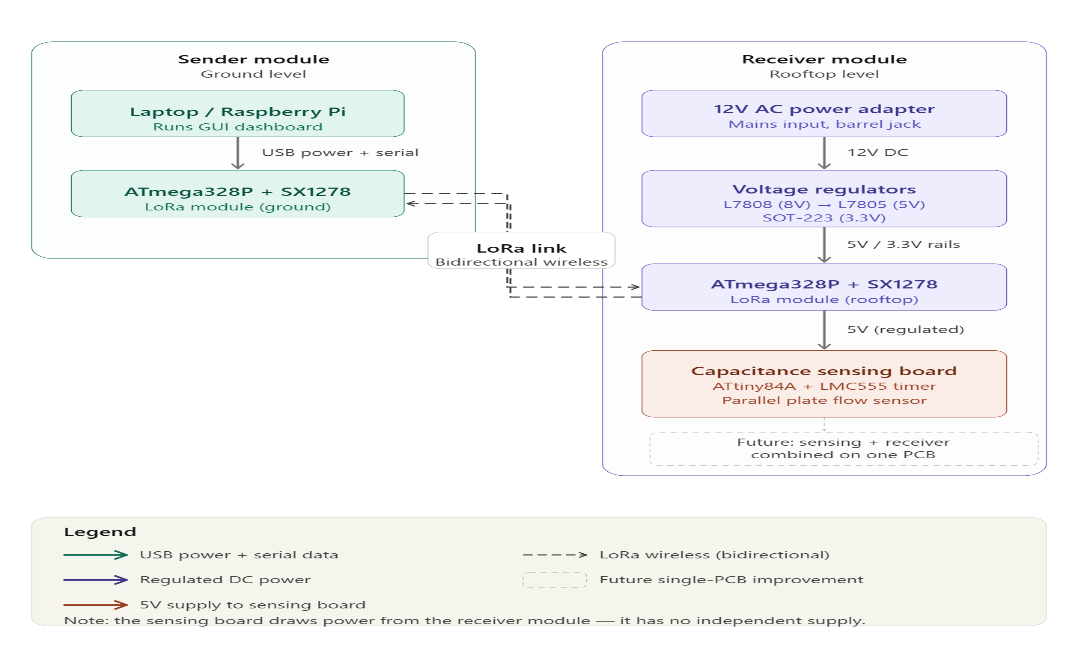 Sender module
Ground level
Laptop / Raspberry Pi
Runs GUI dashboard
USB power + serial
ATmega328P + SX1278
LoRa module (ground)
LoRa link
Bidirectional wireless
Receiver module
Rooftop level
12V AC power adapter
Mains input, barrel jack
12V DC
Voltage regulators
L7808 (8V) → L7805 (5V)
SOT-223 (3.3V)
5V / 3.3V rails
ATmega328P + SX1278
LoRa module (rooftop)
5V (regulated)
Capacitance sensing board
ATtiny84A + LMC555 timer
Parallel plate flow sensor
Future: sensing + receiver
combined on one PCB
Legend
USB power + serial data
Regulated DC power
5V supply to sensing board
LoRa wireless (bidirectional)
Future single-PCB improvement
Note: the sensing board draws power from the receiver module — it has no independent supply.